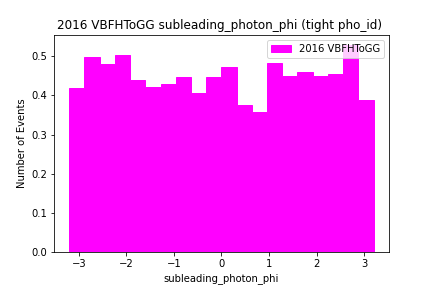 2016 VBFHToGG subleading_photon_phi (tight pho_id)
2016 VBFHToGG
Number of Events
0.5
0.4
0.3
0.2
0.1
0.0
−3 −2 −1 0 1 2 3
subleading_photon_phi